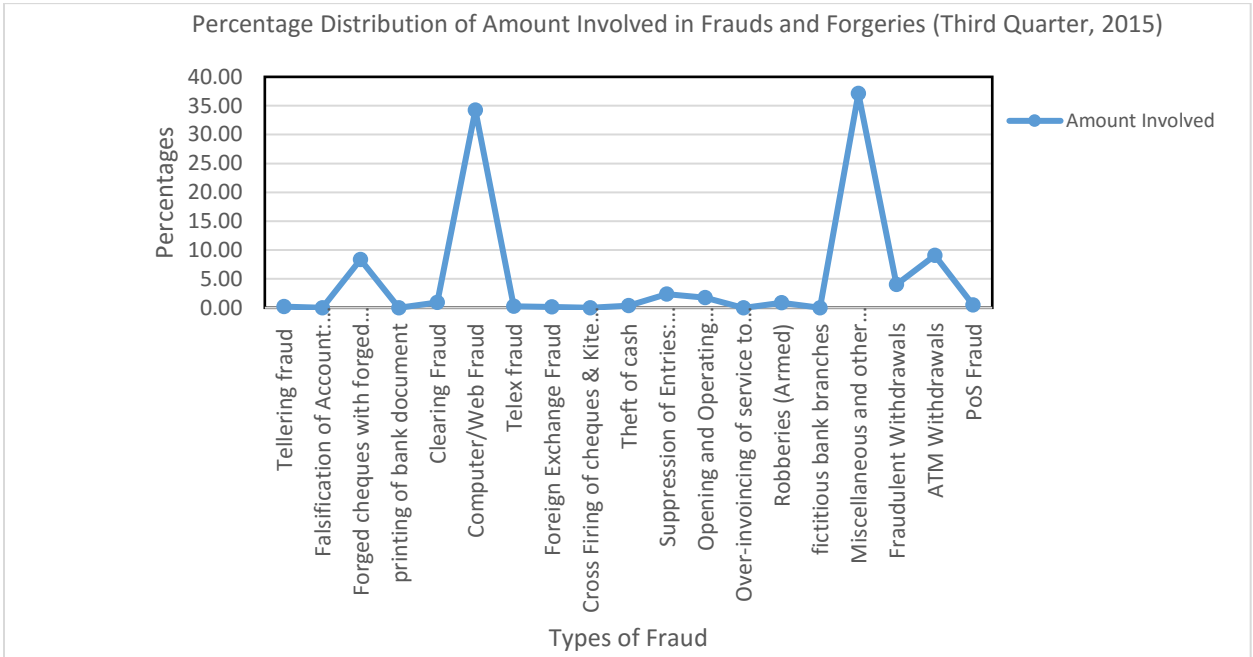 Percentage Distribution of Amount Involved in Frauds and Forgeries (Third Quarter, 2015)
Percentages
40.00
35.00
30.00
25.00
20.00
15.00
10.00
5.00
0.00
Amount Involved
Tellering fraud
Falsification of Account:…
Forged cheques with forged…
printing of bank document
Clearing Fraud
Computer/Web Fraud
Telex fraud
Foreign Exchange Fraud
Cross Firing of cheques & Kite…
Theft of cash
Suppression of Entries:…
Opening and Operating…
Over-invoincing of service to…
Robberies (Armed)
fictitious bank branches
Miscellaneous and other…
Fraudulent Withdrawals
ATM Withdrawals
PoS Fraud
Types of Fraud